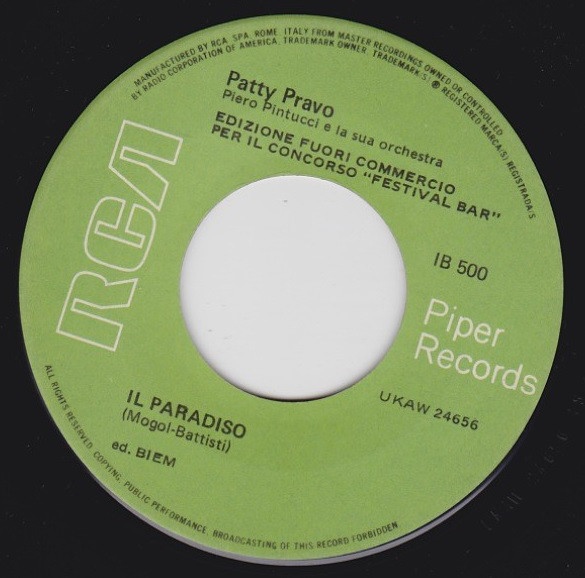 MANUFACTURED BY RCA SPA. ROME. ITALY FROM MASTER RECORDINGS OWNED OR CONTROLLED
BY RADIO CORPORATION OF AMERICA. TRADEMARK OWNER. TRADEMARK(S) ® REGISTERED MARCA(S) REGISTRADA'S
Patty Pravo
Piero Pintucci e la sua orchestra
EDIZIONE FUORI COMMERCIO
PER IL CONCORSO "FESTIVAL BAR"
RCA
IB 500
Piper
Records
UKAW 24656
IL PARADISO
(Mogol-Battisti)
ed. BIEM
ALL RIGHTS RESERVED. COPYING, PUBLIC PERFORMANCE, BROADCASTING OF THIS RECORD FORBIDDEN